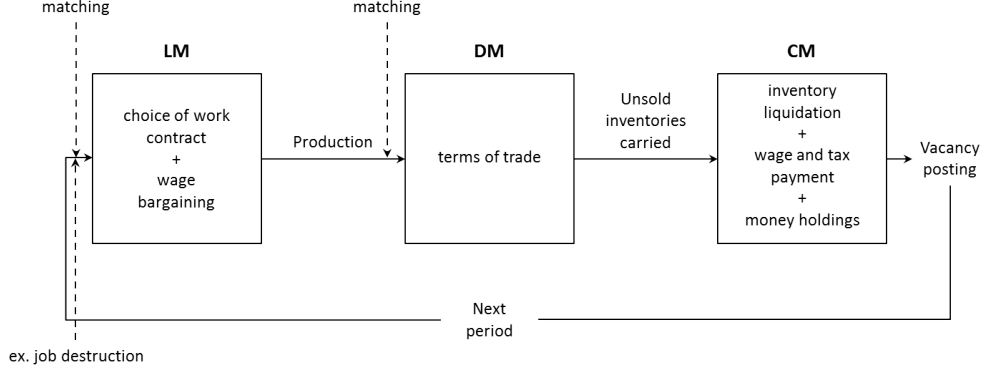 matching
matching
LM
DM
CM
choice of work
contract
+
wage
bargaining
Production
terms of trade
Unsold
inventories
carried
inventory
liquidation
+
wage and tax
payment
+
money holdings
Vacancy
posting
Next
period
ex. job destruction